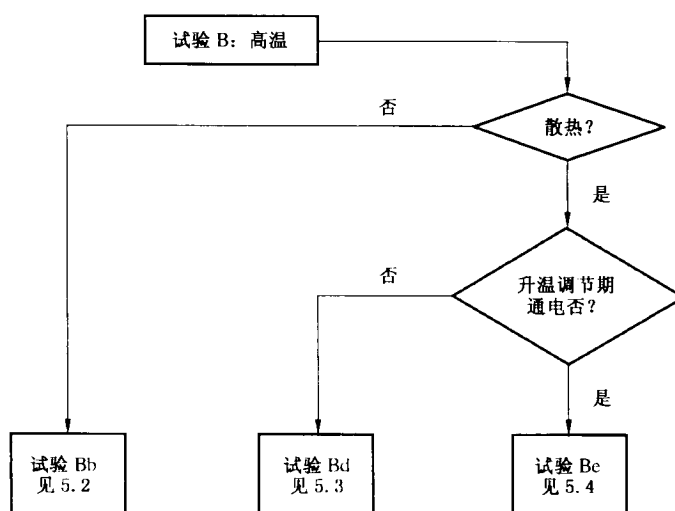 试验 B：高温
否
散热？
是
否
升温调节期
通电否？
是
试验 Bb
见 5.2
试验 Bd
见 5.3
试验 Be
见 5.4